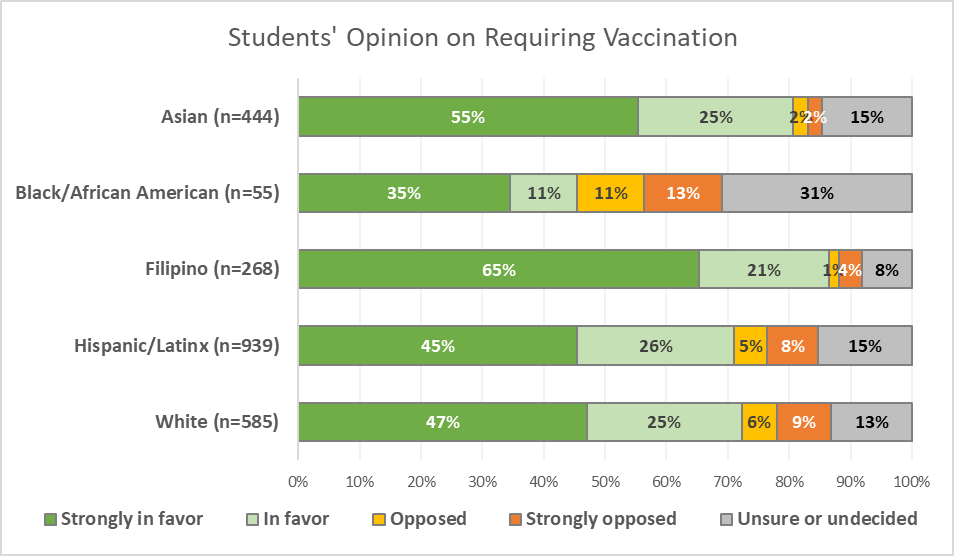 Students' Opinion on Requiring Vaccination
Asian (n=444) 55% 25% 2% 2% 15%
Black/African American (n=55) 35% 11% 11% 13% 31%
Filipino (n=268) 65% 21% 1% 4% 8%
Hispanic/Latinx (n=939) 45% 26% 5% 8% 15%
White (n=585) 47% 25% 6% 9% 13%
0% 10% 20% 30% 40% 50% 60% 70% 80% 90% 100%
Strongly in favor In favor Opposed Strongly opposed Unsure or undecided